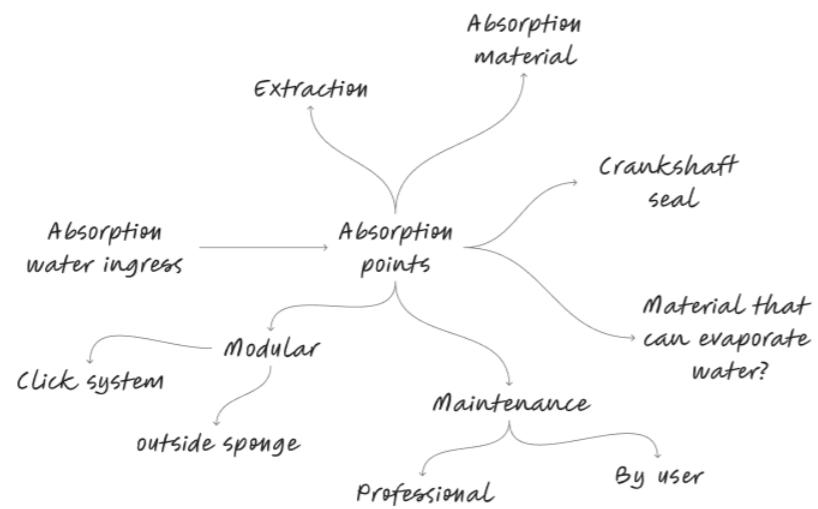 Absorption
material
Extraction
Crankshaft
seal
Absorption
water ingress
Absorption
points
Material that
can evaporate
water?
Modular
Click system
Maintenance
outside sponge
Professional
By user